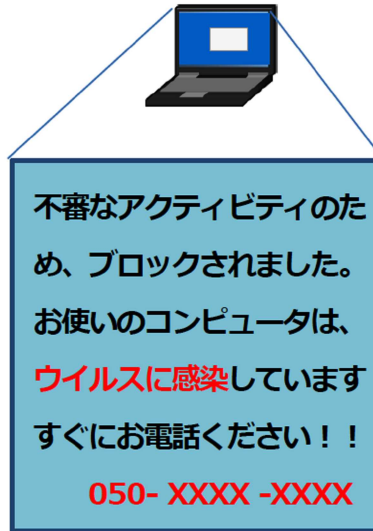 不審なアクティビティのた
め、ブロックされました。
お使いのコンピュータは、
ウイルスに感染しています
すぐにお電話ください！！
050- XXXX -XXXX